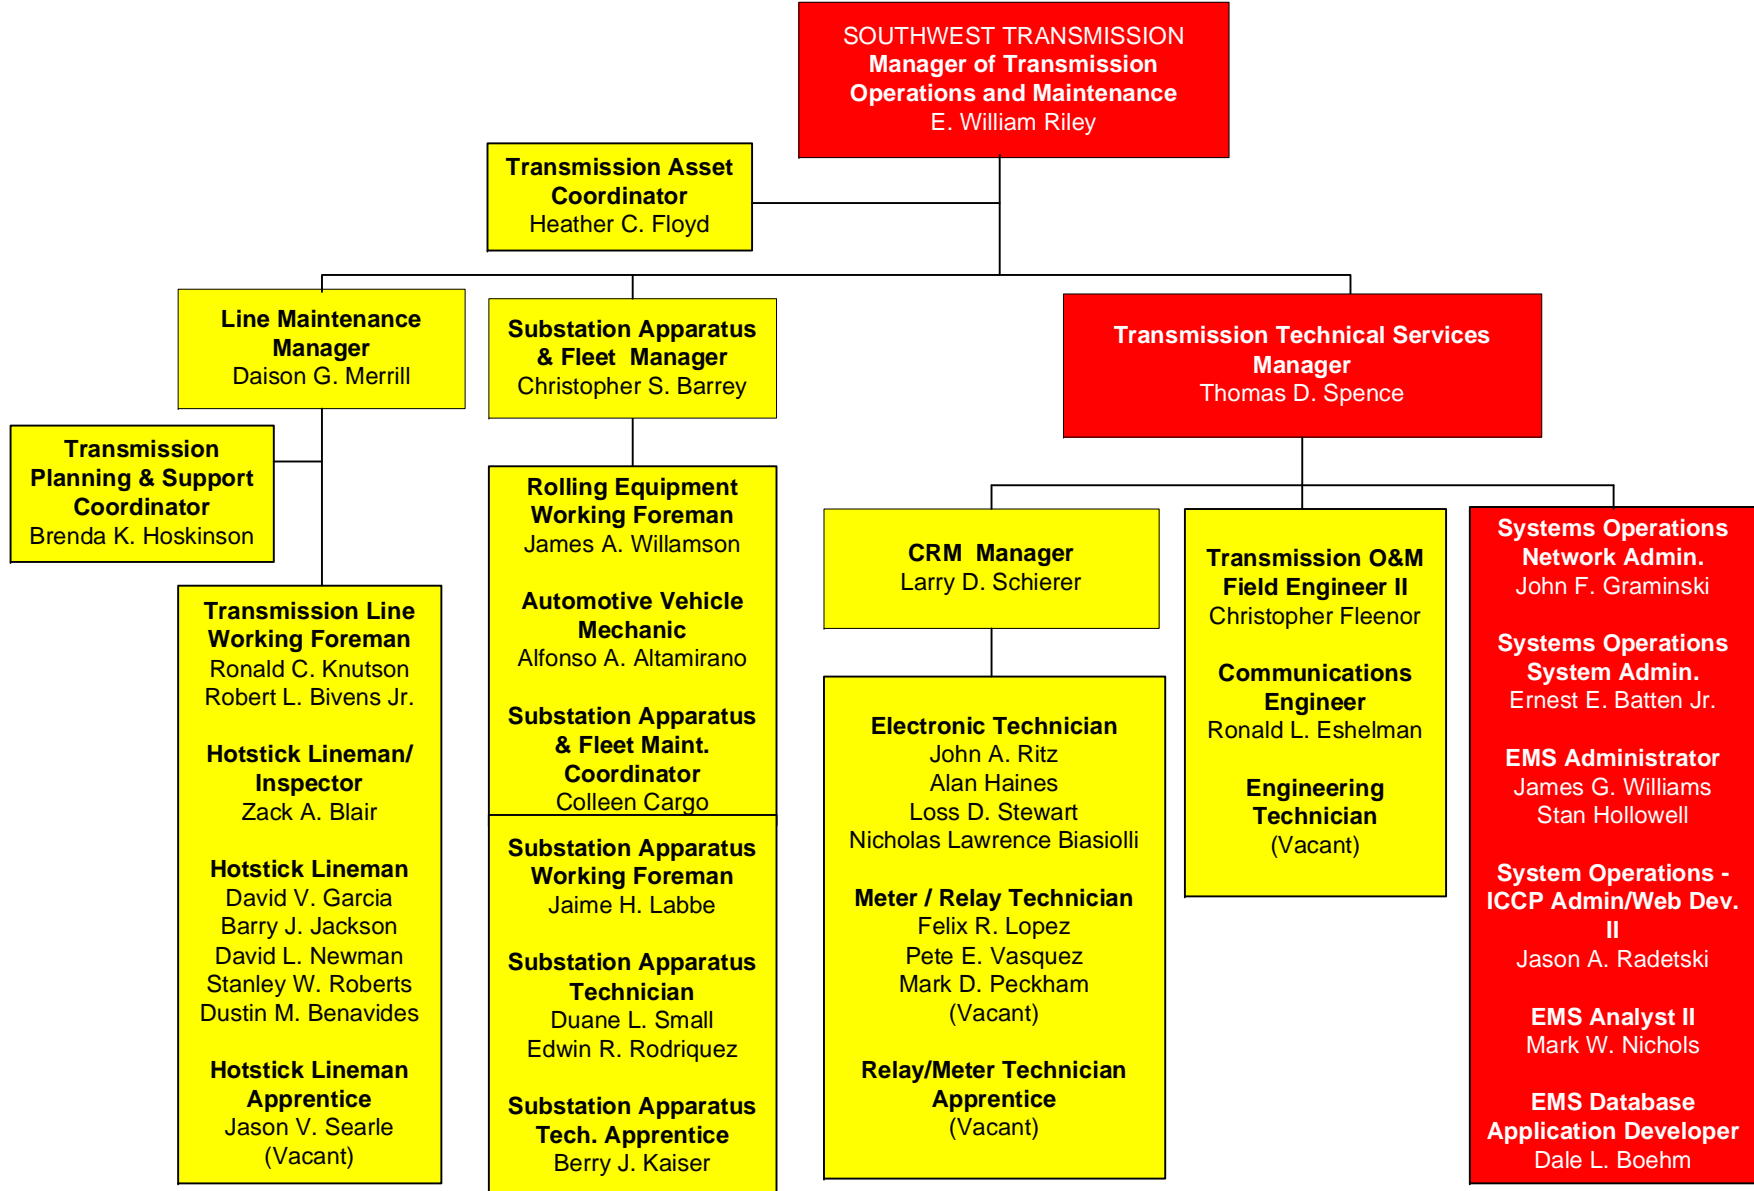 SOUTHWEST TRANSMISSION
Manager of Transmission
Operations and Maintenance
E. William Riley
Transmission Asset
Coordinator
Heather C. Floyd
Line Maintenance
Manager
Daison G. Merrill
Substation Apparatus
& Fleet  Manager
Christopher S. Barrey
Transmission Technical Services
Manager
Thomas D. Spence
Transmission
Planning & Support
Coordinator
Brenda K. Hoskinson
Transmission Line
Working Foreman
Ronald C. Knutson
Robert L. Bivens Jr.
Hotstick Lineman/
Inspector
Zack A. Blair
Hotstick Lineman
David V. Garcia
Barry J. Jackson
David L. Newman
Stanley W. Roberts
Dustin M. Benavides
Hotstick Lineman
Apprentice
Jason V. Searle
(Vacant)
Rolling Equipment
Working Foreman
James A. Willamson
Automotive Vehicle
Mechanic
Alfonso A. Altamirano
Substation Apparatus
& Fleet Maint.
Coordinator
Colleen Cargo
Substation Apparatus
Working Foreman
Jaime H. Labbe
Substation Apparatus
Technician
Duane L. Small
Edwin R. Rodriquez
Substation Apparatus
Tech. Apprentice
Berry J. Kaiser
CRM  Manager
Larry D. Schierer
Electronic Technician
John A. Ritz
Alan Haines
Loss D. Stewart
Nicholas Lawrence Biasiolli
Meter / Relay Technician
Felix R. Lopez
Pete E. Vasquez
Mark D. Peckham
(Vacant)
Relay/Meter Technician
Apprentice
(Vacant)
Transmission O&M
Field Engineer II
Christopher Fleenor
Communications
Engineer
Ronald L. Eshelman
Engineering
Technician
(Vacant)
Systems Operations
Network Admin.
John F. Graminski
Systems Operations
System Admin.
Ernest E. Batten Jr.
EMS Administrator
James G. Williams
Stan Hollowell
System Operations -
ICCP Admin/Web Dev.
II
Jason A. Radetski
EMS Analyst II
Mark W. Nichols
EMS Database
Application Developer
Dale L. Boehm